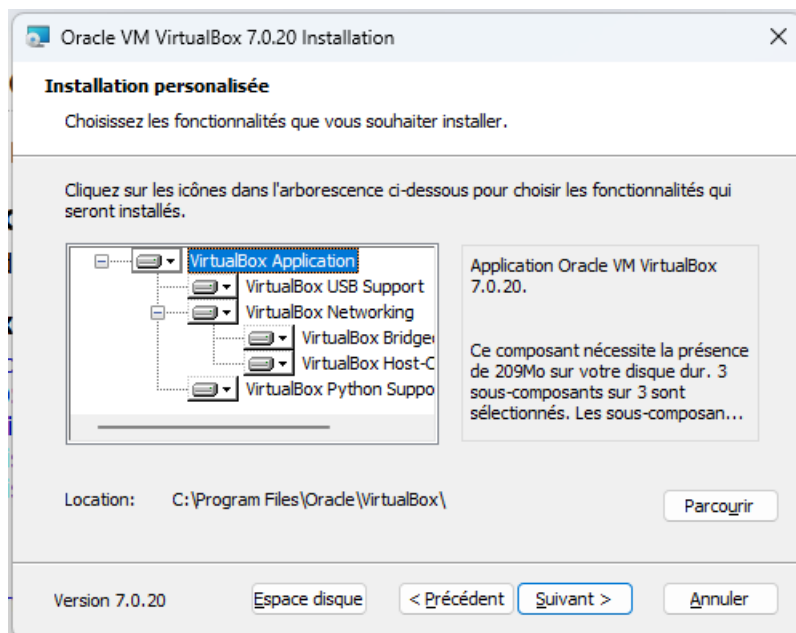 Oracle VM VirtualBox 7.0.20 Installation
Installation personalisée
Choisissez les fonctionnalités que vous souhaiter installer.
Cliquez sur les icônes dans l'arborescence ci-dessous pour choisir les fonctionnalités qui
seront installés.
VirtualBox Application
VirtualBox USB Support
VirtualBox Networking
VirtualBox Bridge
VirtualBox Host-C
VirtualBox Python Suppo
Application Oracle VM VirtualBox
7.0.20.
Ce composant nécessite la présence
de 209Mo sur votre disque dur. 3
sous-composants sur 3 sont
sélectionnés. Les sous-composan...
Location: C:\Program Files\Oracle\VirtualBox\
Parcourir
Version 7.0.20
Espace disque
< Précédent
Suivant >
Annuler